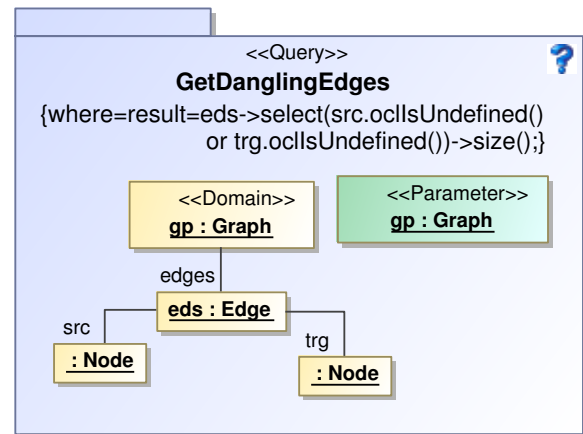 <<Query>>
GetDanglingEdges
{where=result=eds->select(src.oclIsUndefined()
or trg.oclIsUndefined())->size();}
<<Domain>>
gp : Graph
<<Parameter>>
gp : Graph
edges
eds : Edge
src
trg
: Node
: Node